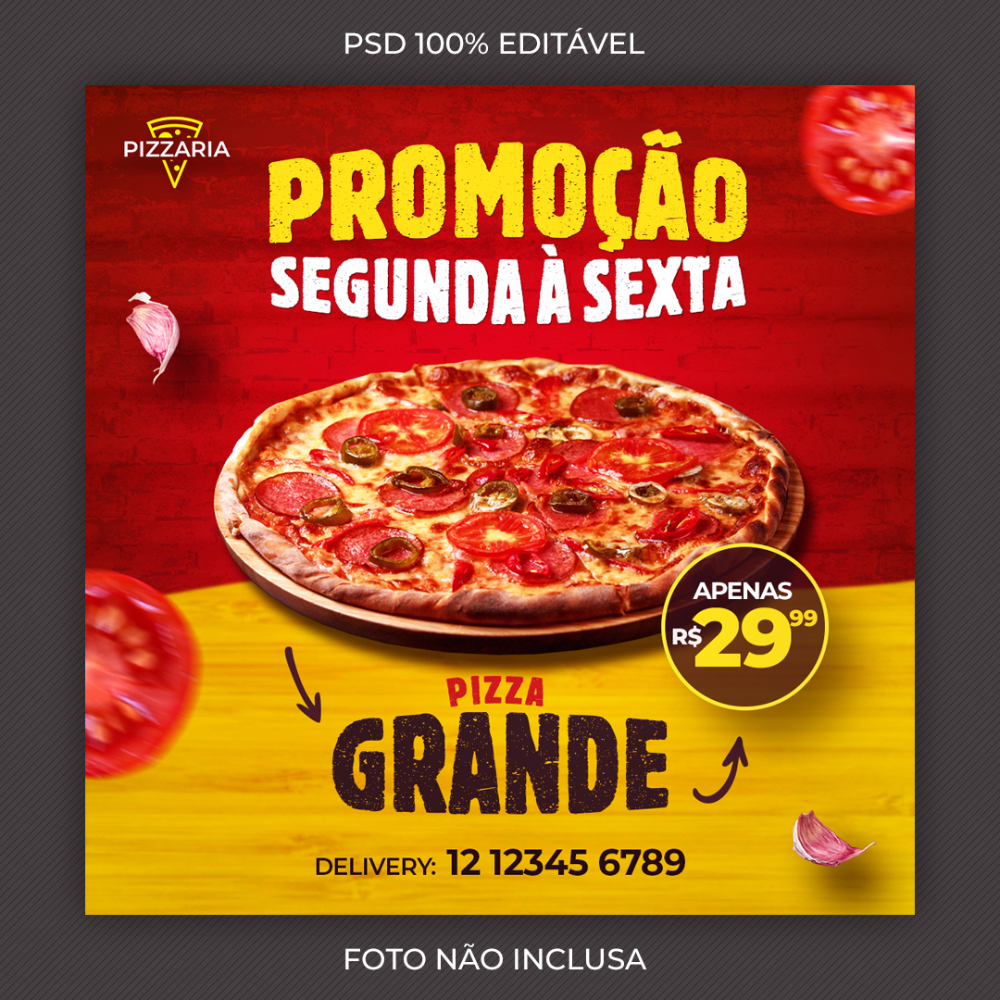 PSD 100% EDITÁVEL
PIZZARIA
PROMOÇÃO
SEGUNDA À SEXTA
APENAS
R$29,99
PIZZA
GRANDE
DELIVERY: 12 12345 6789
FOTO NÃO INCLUSA